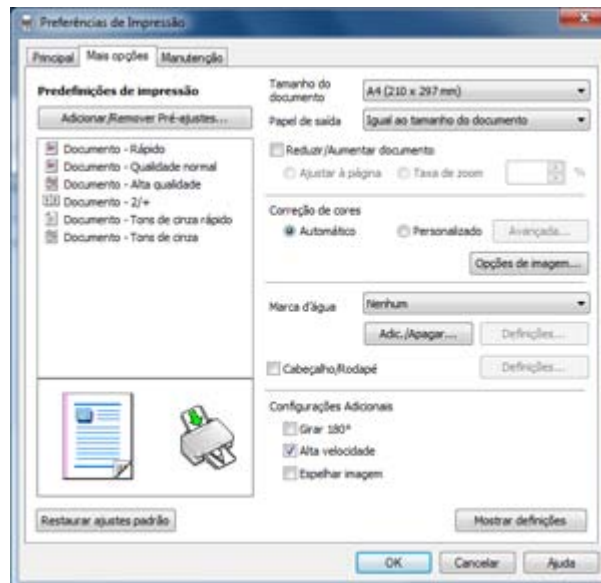 Preferências de Impressão
Principal
Mais opções
Manutenção
Predefinições de impressão
Adicionar/Remover Pré-ajustes...
Documento - Rápido
Documento - Qualidade normal
Documento - Alta qualidade
Documento - 2/+
Documento - Tons de cinza rápido
Documento - Tons de cinza
Restaurar ajustes padrão
Tamanho do
documento
A4 (210 x 297 mm)
Papel de saída
Igual ao tamanho do documento
Reduzir/Aumentar documento
Ajustar à página
Taxa de zoom
%
Correção de cores
Automático
Personalizado
Avançada...
Opções de imagem...
Marca d'água
Nenhum
Adic./Apagar...
Definições...
Cabeçalho/Rodapé
Definições...
Configurações Adicionais
Girar 180°
Alta velocidade
Espelhar imagem
Mostrar definições
OK
Cancelar
Ajuda